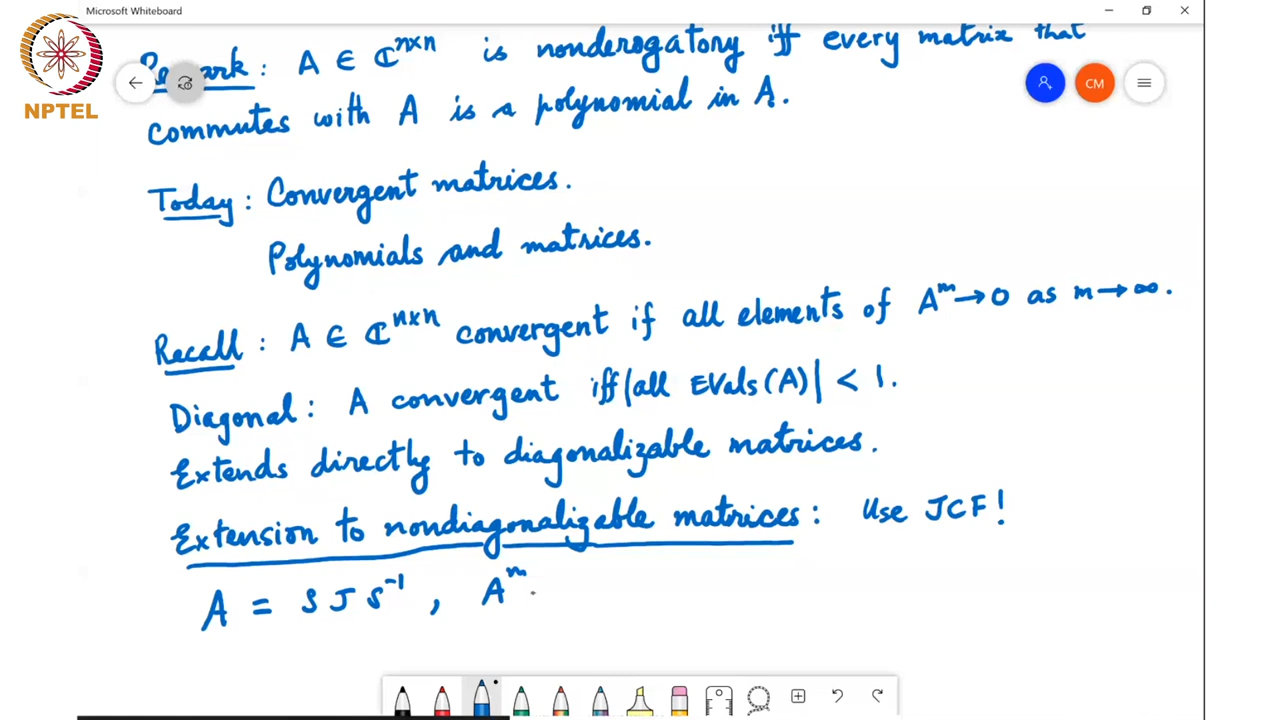 Microsoft Whiteboard
Remark : A ∈ ℂ^{n×n} is nonderogatory iff every matrix that
CM
NPTEL
commutes with A is a polynomial in A.
Today : Convergent matrices.
Polynomials and matrices.
Recall : A ∈ ℂ^{n×n} convergent if all elements of A^m → 0 as m → ∞.
Diagonal : A convergent iff |all EVals(A)| < 1.
Extends directly to diagonalizable matrices.
Extension to nondiagonalizable matrices : Use JCF!
A = S J S^{-1} , A^m